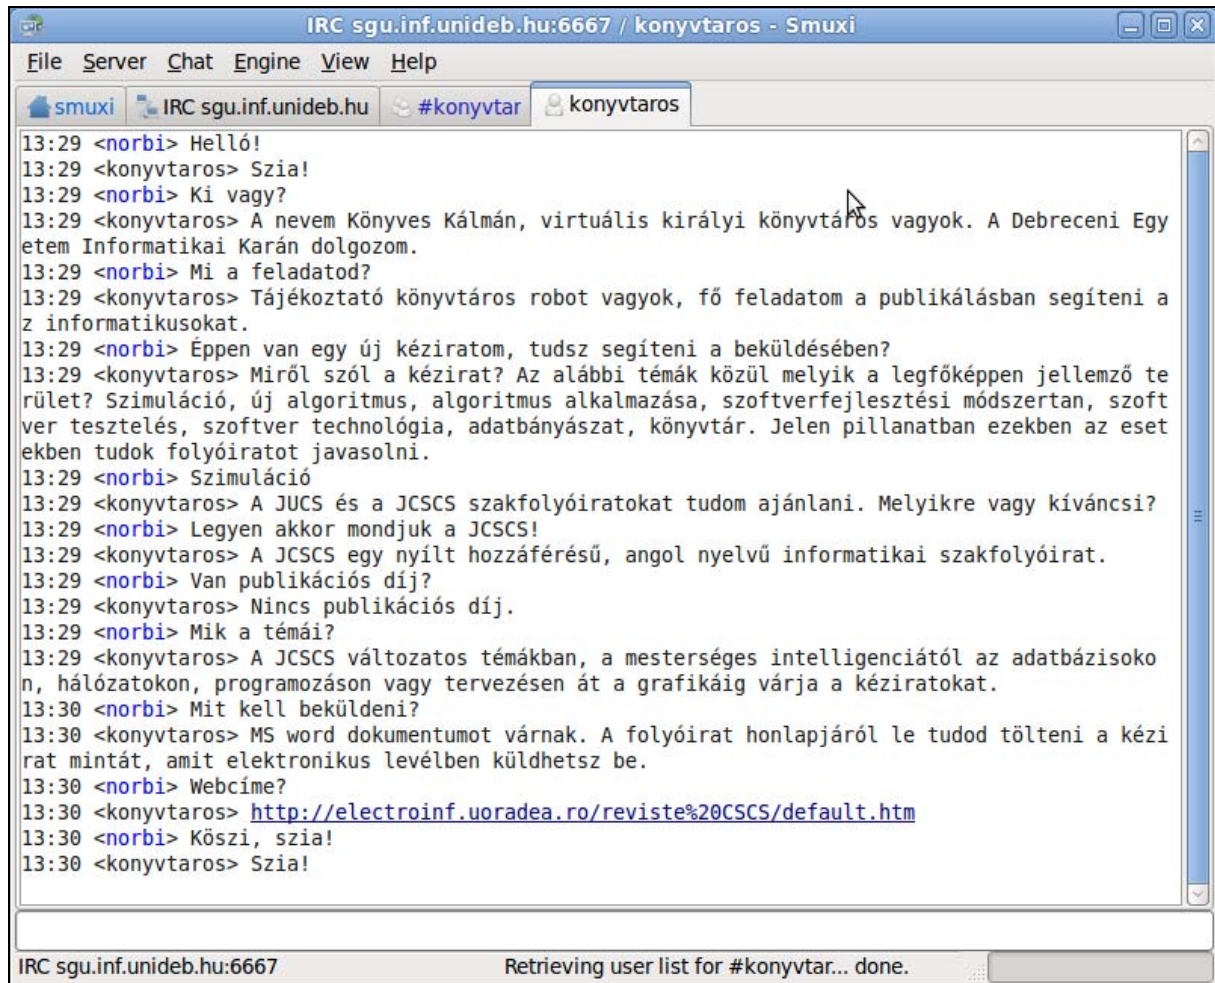 IRC sgu.inf.unideb.hu:6667 / konyvtaros - Smuxi
File Server Chat Engine View Help
smuxi IRC sgu.inf.unideb.hu #konyvtar konyvtaros
13:29 <norbi> Helló!
13:29 <konyvtaros> Szia!
13:29 <norbi> Ki vagy?
13:29 <konyvtaros> A nevem Könyves Kálmán, virtuális királyi könyvtáros vagyok. A Debreceni Egy
etem Informatikai Karán dolgozom.
13:29 <norbi> Mi a feladatod?
13:29 <konyvtaros> Tájékoztató könyvtáros robot vagyok, fő feladatom a publikálásban segíteni a
z informatikusokat.
13:29 <norbi> Éppen van egy új kéziratom, tudsz segíteni a beküldésében?
13:29 <konyvtaros> Miről szól a kézirat? Az alábbi témák közül melyik a legfőképpen jellemző te
rület? Szimuláció, új algoritmus, algoritmus alkalmazása, szoftverfejlesztési módszertan, szoft
ver tesztelés, szoftver technológia, adatbányászat, könyvtár. Jelen pillanatban ezekben az eset
ekben tudok folyóiratot javasolni.
13:29 <norbi> Szimuláció
13:29 <konyvtaros> A JUCS és a JCSCS szakfolyóiratokat tudom ajánlani. Melyikre vagy kíváncsi?
13:29 <norbi> Legyen akkor mondjuk a JCSCS!
13:29 <konyvtaros> A JCSCS egy nyílt hozzáférésű, angol nyelvű informatikai szakfolyóirat.
13:29 <norbi> Van publikációs díj?
13:29 <konyvtaros> Nincs publikációs díj.
13:29 <norbi> Mik a témái?
13:29 <konyvtaros> A JCSCS változatos témákban, a mesterséges intelligenciától az adatbázisoko
n, hálózatokon, programozáson vagy tervezésen át a grafikáig várja a kéziratokat.
13:30 <norbi> Mit kell beküldeni?
13:30 <konyvtaros> MS word dokumentumot várnak. A folyóirat honlapjáról le tudod tölteni a kézi
rat mintát, amit elektronikus levélben küldhetsz be.
13:30 <norbi> Webcíme?
13:30 <konyvtaros> http://electroinf.uoradea.ro/reviste%20CSCS/default.htm
13:30 <norbi> Köszi, szia!
13:30 <konyvtaros> Szia!
IRC sgu.inf.unideb.hu:6667 Retrieving user list for #konyvtar... done.